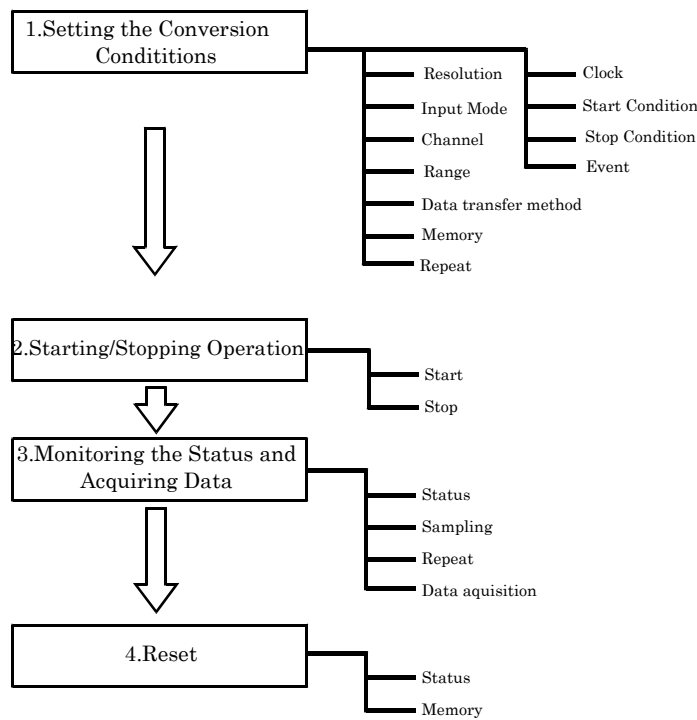 1.Setting the Conversion
Condititions
Resolution
Input Mode
Channel
Range
Data transfer method
Memory
Repeat
Clock
Start Condition
Stop Condition
Event
2.Starting/Stopping Operation
Start
Stop
3.Monitoring the Status and
Acquiring Data
Status
Sampling
Repeat
Data aquisition
4.Reset
Status
Memory